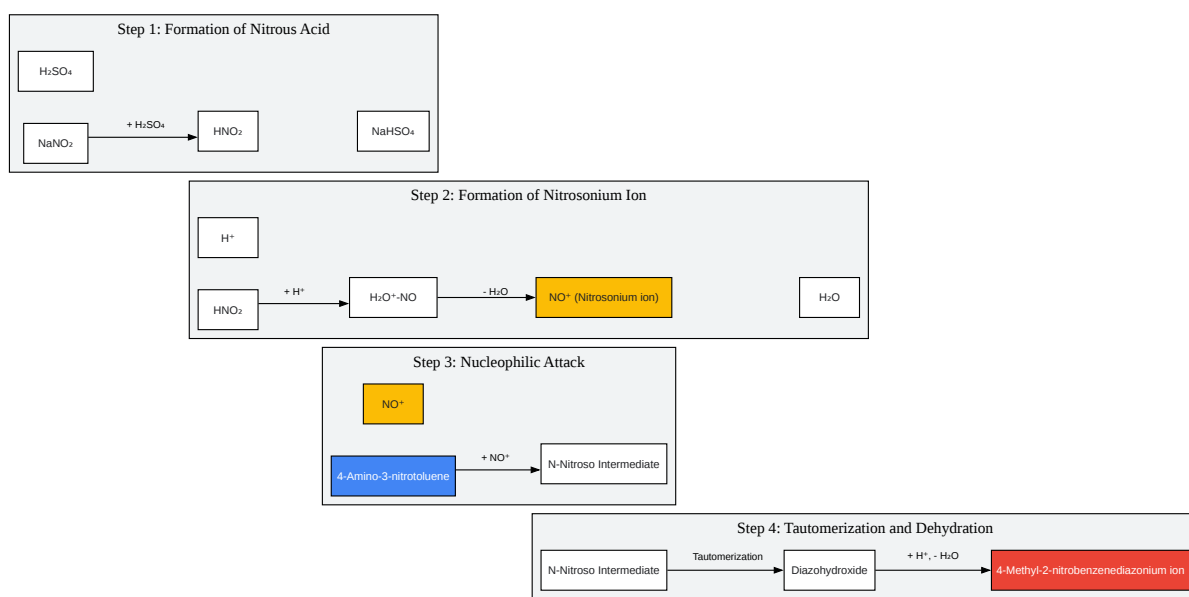 Step 1: Formation of Nitrous Acid
H₂SO₄
NaNO₂
+ H₂SO₄
HNO₂
NaHSO₄
Step 2: Formation of Nitrosonium Ion
H⁺
HNO₂
+ H⁺
H₂O⁺-NO
- H₂O
NO⁺ (Nitrosonium ion)
H₂O
Step 3: Nucleophilic Attack
NO⁺
4-Amino-3-nitrotoluene
+ NO⁺
N-Nitroso Intermediate
Step 4: Tautomerization and Dehydration
N-Nitroso Intermediate
Tautomerization
Diazohydroxide
+ H⁺, - H₂O
4-Methyl-2-nitrobenzenediazonium ion